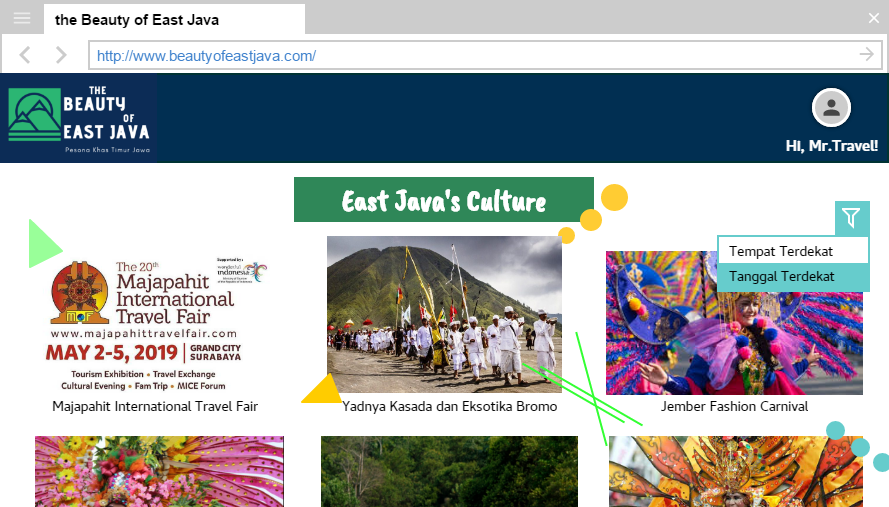 the Beauty of East Java
http://www.beautyofeastjava.com/
THE
BEAUTY
OF
EAST JAVA
Pesona Khas Timur Jawa
Hi, Mr.Travel!
East Java's Culture
Tempat Terdekat
Tanggal Terdekat
Supported by:
wonderful
indonesia
The 20th
Majapahit
International
Travel Fair
MTF
www.majapahittravelfair.com
MAY 2-5, 2019 | GRAND CITY
SURABAYA
Tourism Exhibition • Travel Exchange
Cultural Evening • Fam Trip • MICE Forum
Majapahit International Travel Fair
Yadnya Kasada dan Eksotika Bromo
Jember Fashion Carnival